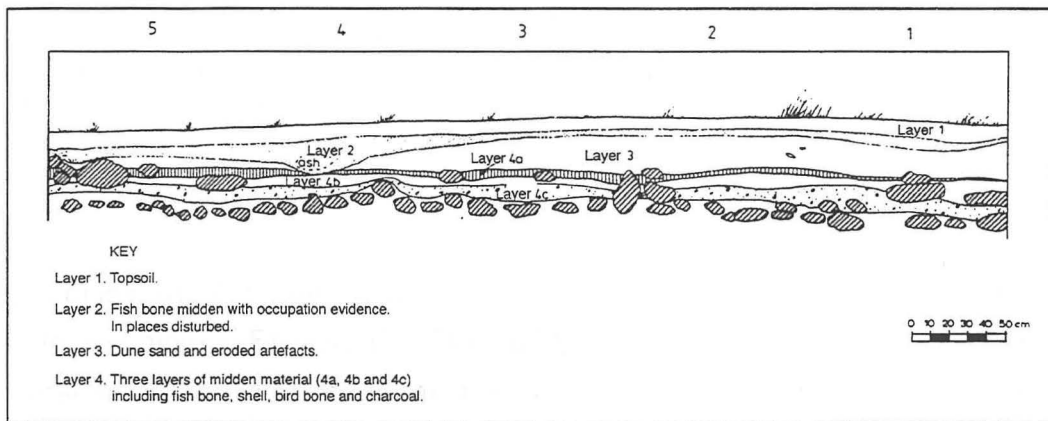 5 4 3 2 1
Layer 1
Layer 2
ash
Layer 4a
Layer 3
Layer 4b
Layer 4c
KEY
Layer 1. Topsoil.
Layer 2. Fish bone midden with occupation evidence.
In places disturbed.
0 10 20 30 40 50 cm
Layer 3. Dune sand and eroded artefacts.
Layer 4. Three layers of midden material (4a, 4b and 4c)
including fish bone, shell, bird bone and charcoal.